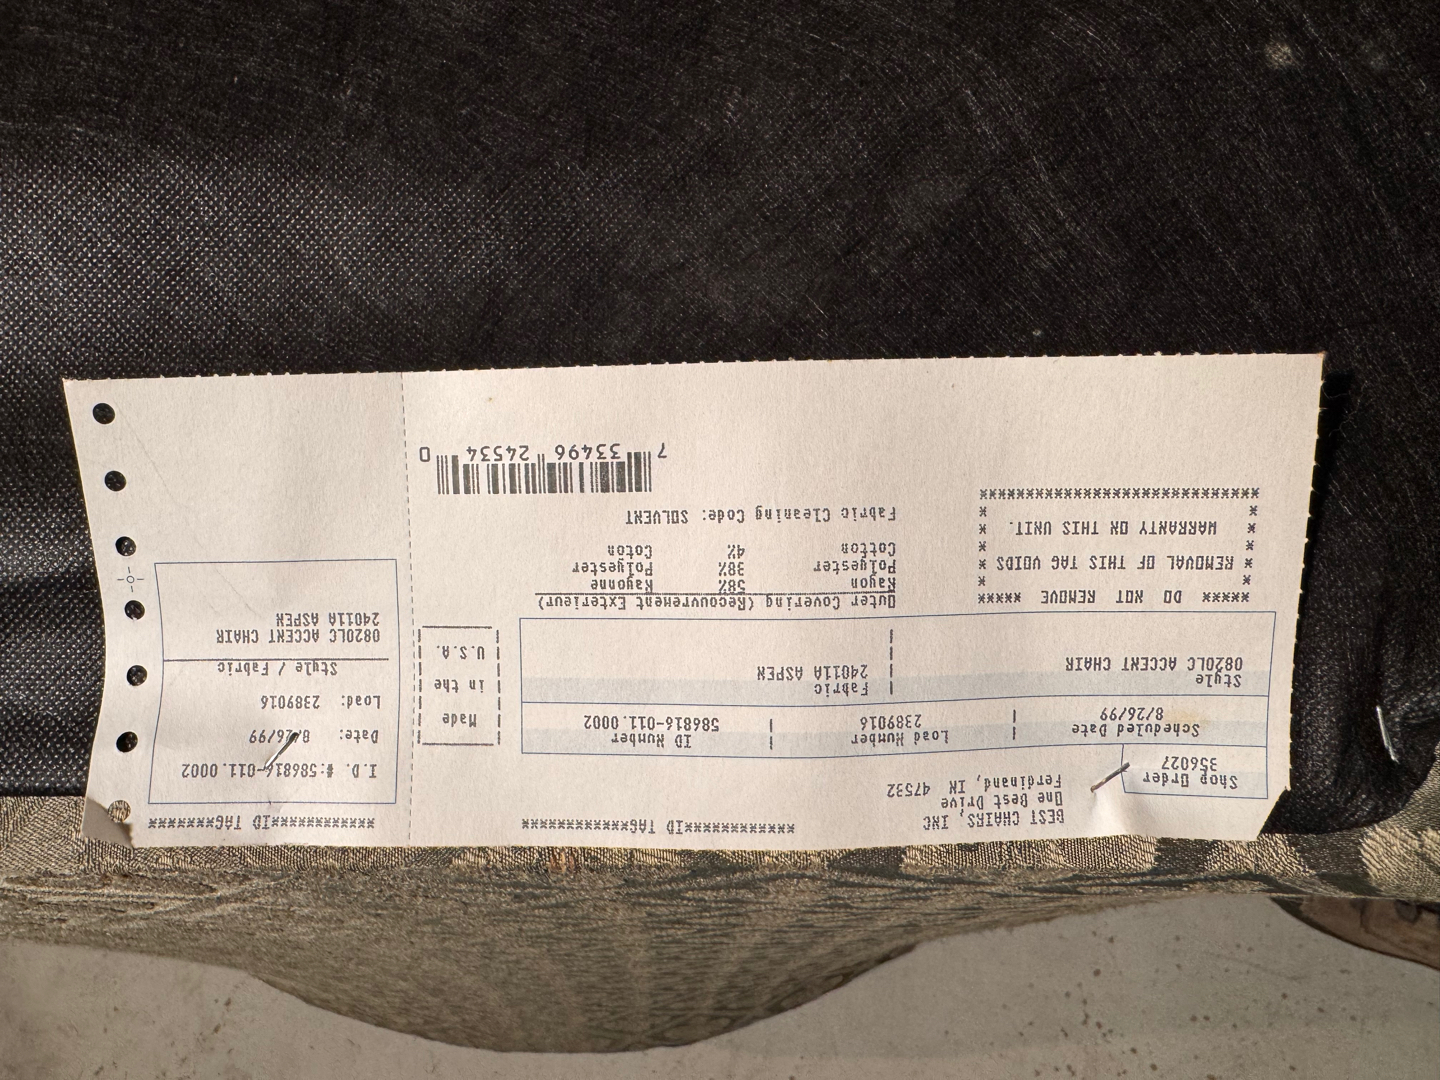 *************ID TAG*******
BEST CHAIRS, INC
One Best Drive
Ferdinand, IN 47532
Shop Order
356027
Scheduled Date | Load Number | ID Number
8/26/99 | 2389016 | 586816-011.0002
Style | Fabric
0820LC ACCENT CHAIR | 24011A ASPEN
Made
in the
U.S.A.
***** DO NOT REMOVE *****
* REMOVAL OF THIS TAG VOIDS *
* WARRANTY ON THIS UNIT. *
****************************
Outer Covering (Recouvrement Exterieur)
Rayon 58% Rayonne
Polyester 38% Polyester
Cotton 4% Coton
Fabric Cleaning Code: SOLVENT
7 33496 24534 0
*************ID TAG*******
I.D. #:586816-011.0002
Date: 8/26/99
Load: 2389016
Style / Fabric
0820LC ACCENT CHAIR
24011A ASPEN